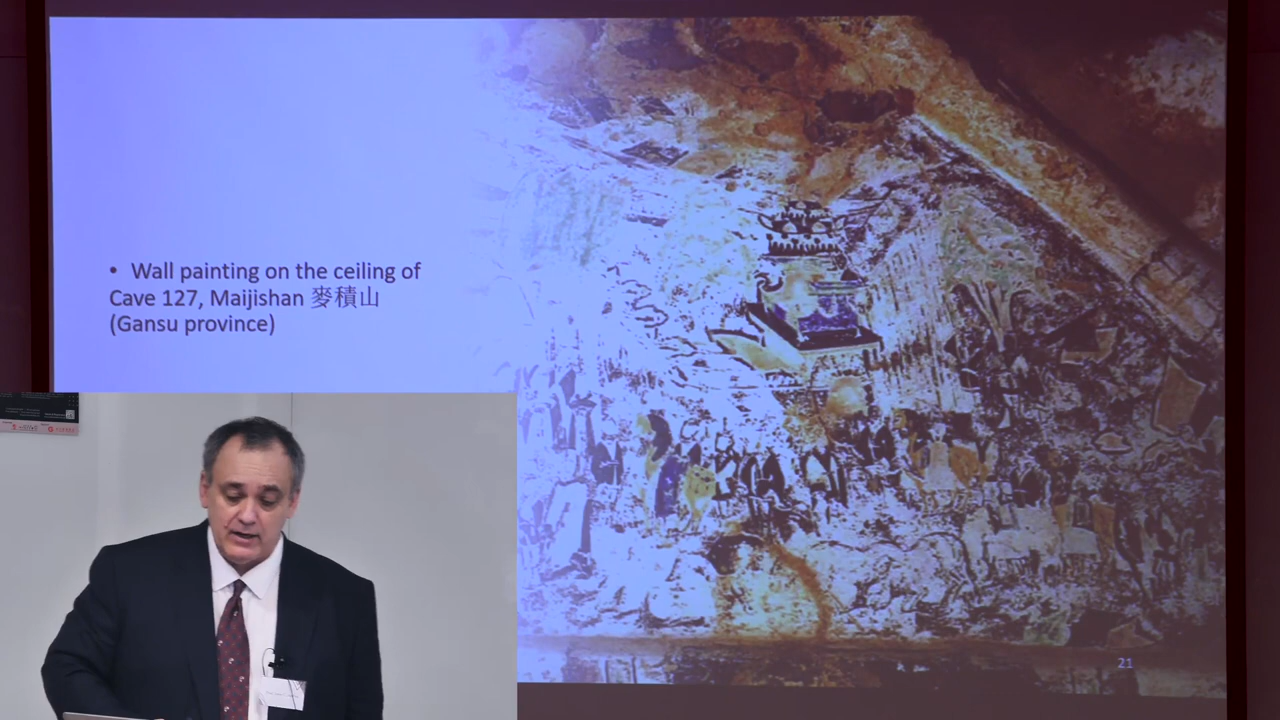 • Wall painting on the ceiling of
Cave 127, Maijishan 麥積山
(Gansu province)
21